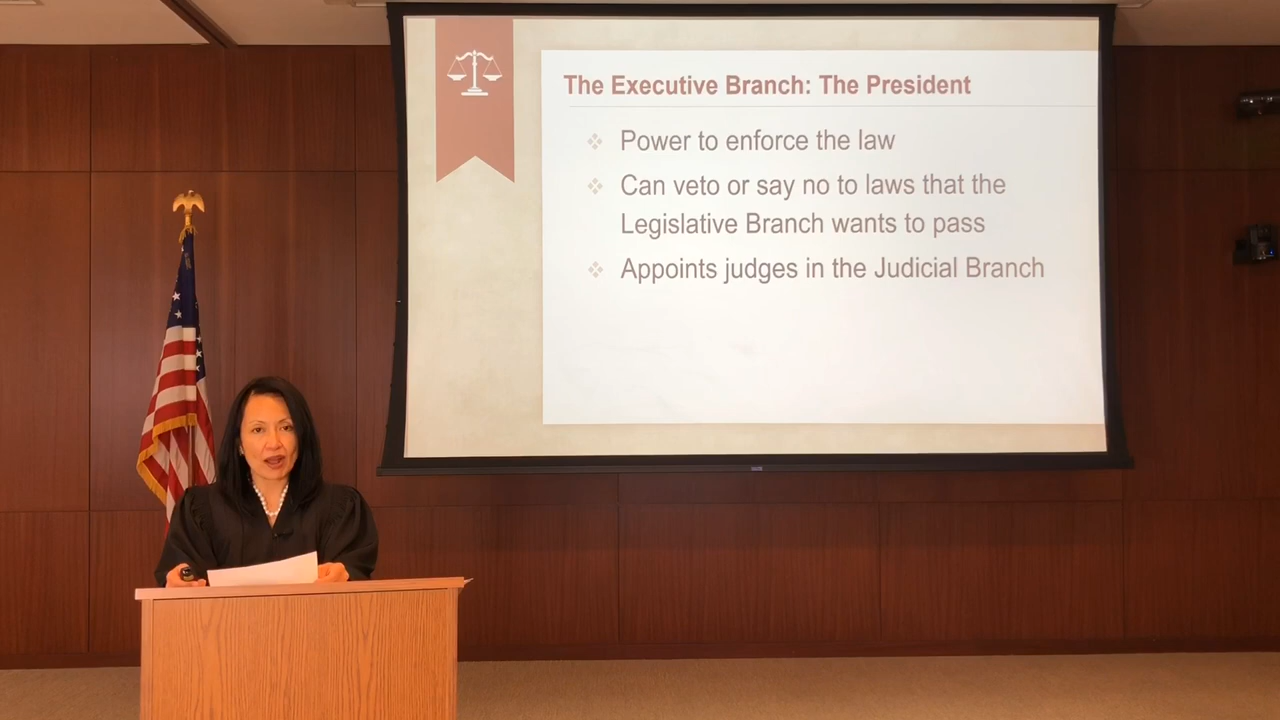 The Executive Branch: The President
Power to enforce the law
Can veto or say no to laws that the
Legislative Branch wants to pass
Appoints judges in the Judicial Branch